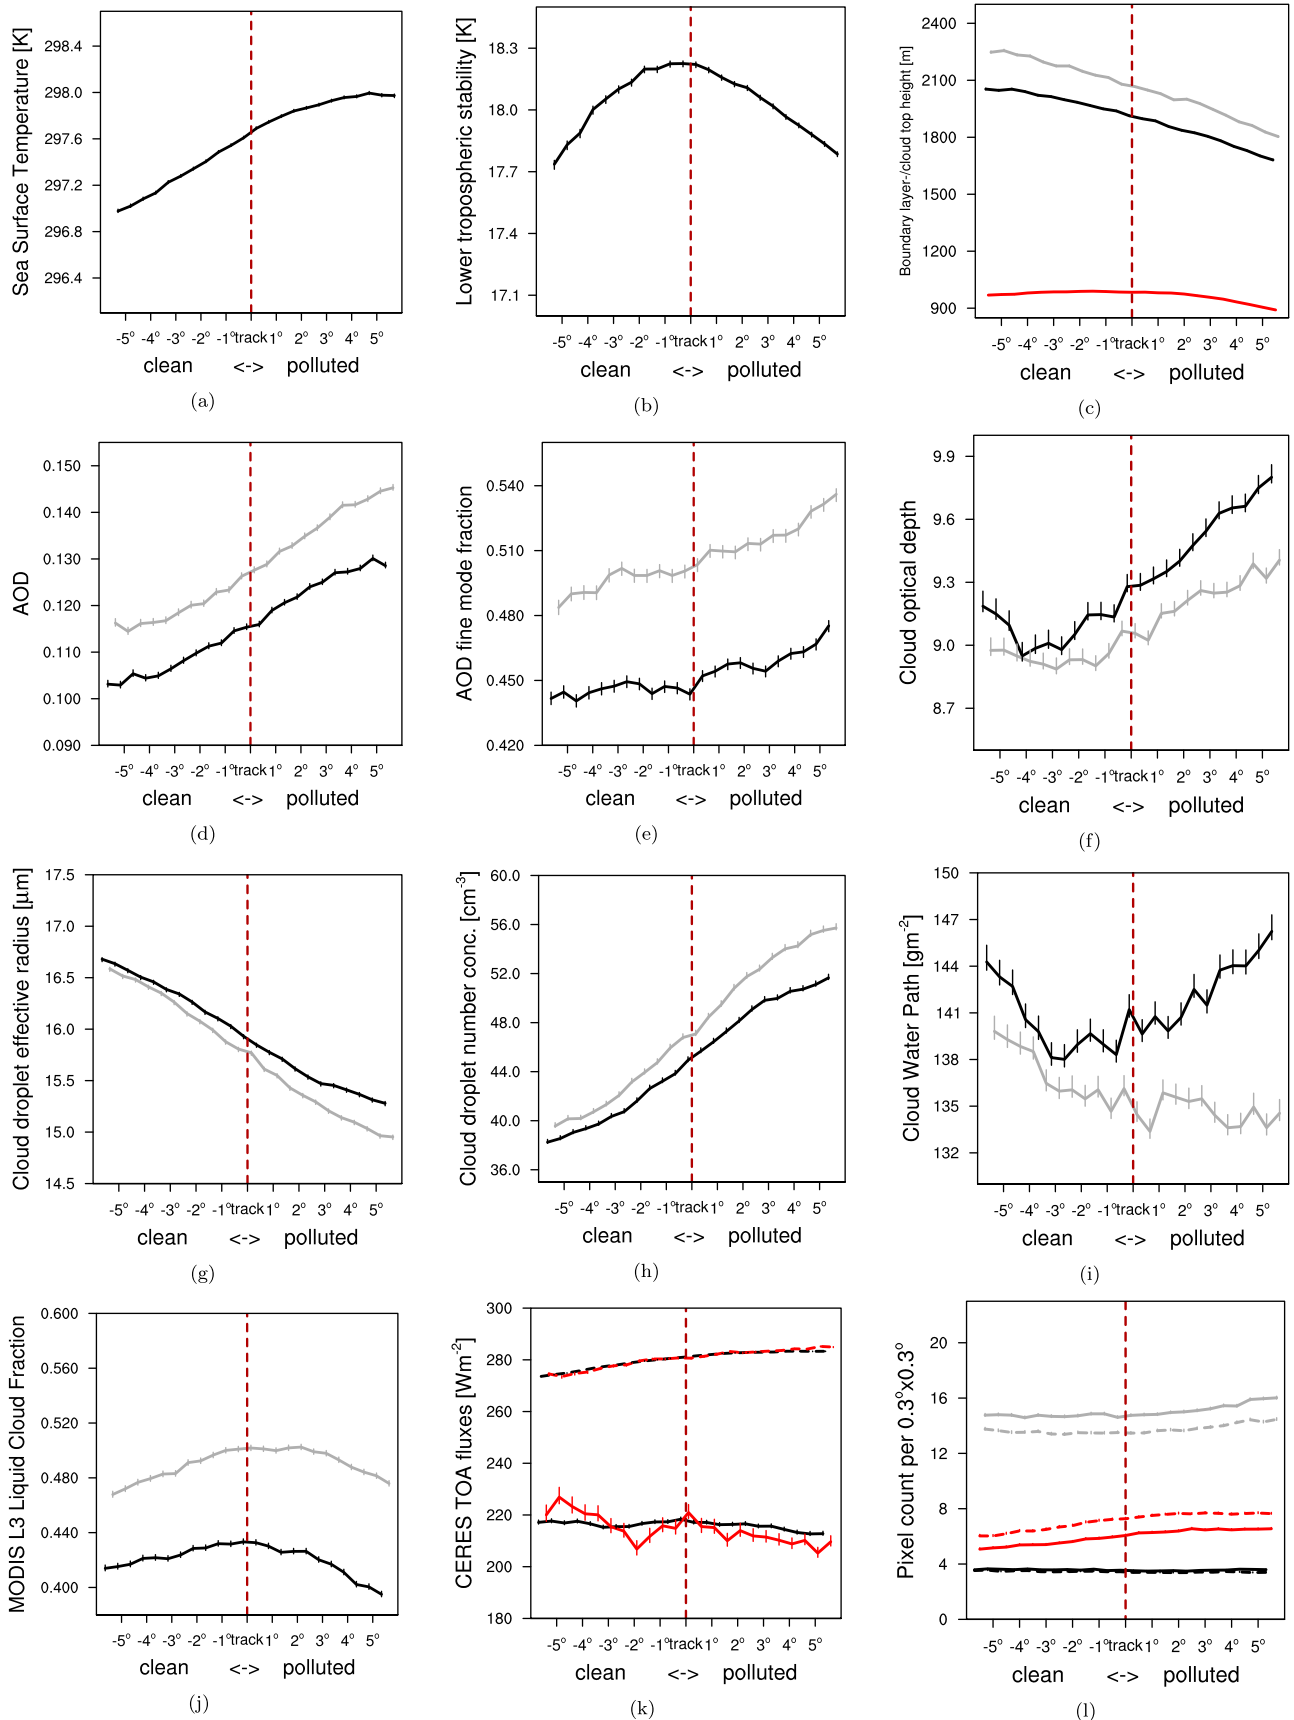 Sea Surface Temperature [K]
298.4
298.0
297.6
297.2
296.8
296.4
-5° -4° -3° -2° -1° track 1° 2° 3° 4° 5°
clean <-> polluted
(a)
Lower tropospheric stability [K]
18.3
18.0
17.7
17.4
17.1
-5° -4° -3° -2° -1° track 1° 2° 3° 4° 5°
clean <-> polluted
(b)
Boundary layer-/cloud top height [m]
2400
2100
1800
1500
1200
900
-5° -4° -3° -2° -1° track 1° 2° 3° 4° 5°
clean <-> polluted
(c)
AOD
0.150
0.140
0.130
0.120
0.110
0.100
0.090
-5° -4° -3° -2° -1° track 1° 2° 3° 4° 5°
clean <-> polluted
(d)
AOD fine mode fraction
0.540
0.510
0.480
0.450
0.420
-5° -4° -3° -2° -1° track 1° 2° 3° 4° 5°
clean <-> polluted
(e)
Cloud optical depth
9.9
9.6
9.3
9.0
8.7
-5° -4° -3° -2° -1° track 1° 2° 3° 4° 5°
clean <-> polluted
(f)
Cloud droplet effective radius [μm]
17.5
17.0
16.5
16.0
15.5
15.0
14.5
-5° -4° -3° -2° -1° track 1° 2° 3° 4° 5°
clean <-> polluted
(g)
Cloud droplet number conc. [cm⁻³]
60.0
56.0
52.0
48.0
44.0
40.0
36.0
-5° -4° -3° -2° -1° track 1° 2° 3° 4° 5°
clean <-> polluted
(h)
Cloud Water Path [gm⁻²]
150
147
144
141
138
135
132
-5° -4° -3° -2° -1° track 1° 2° 3° 4° 5°
clean <-> polluted
(i)
MODIS L3 Liquid Cloud Fraction
0.600
0.560
0.520
0.480
0.440
0.400
-5° -4° -3° -2° -1° track 1° 2° 3° 4° 5°
clean <-> polluted
(j)
CERES TOA fluxes [Wm⁻²]
300
280
260
240
220
200
180
-5° -4° -3° -2° -1° track 1° 2° 3° 4° 5°
clean <-> polluted
(k)
Pixel count per 0.3°x0.3°
20
16
12
8
4
0
-5° -4° -3° -2° -1° track 1° 2° 3° 4° 5°
clean <-> polluted
(l)